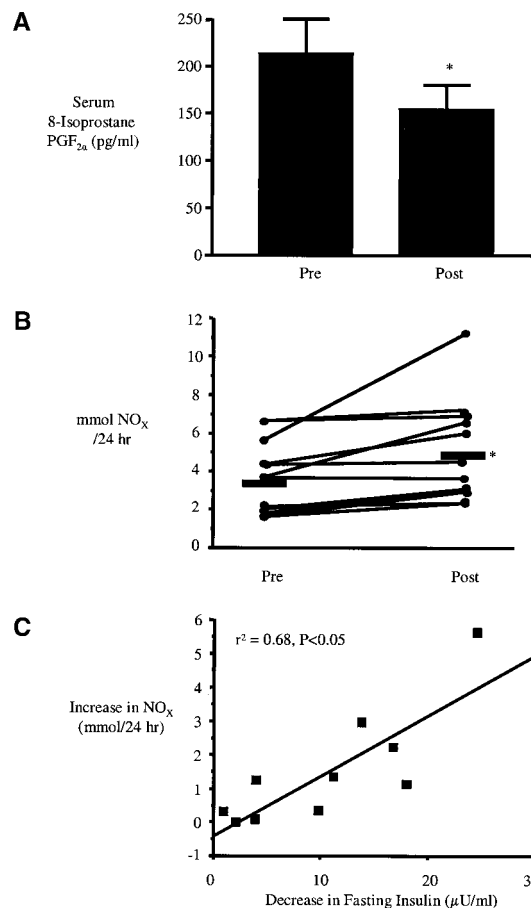 A
250
200
150
100
50
0
Serum
8-Isoprostane
PGF2α (pg/ml)
*
Pre
Post
B
12
10
8
6
4
2
0
mmol NOX
/24 hr
*
Pre
Post
C
6
5
4
3
2
1
0
-1
r2 = 0.68, P<0.05
Increase in NOX
(mmol/24 hr)
0
10
20
3
Decrease in Fasting Insulin (μU/ml)